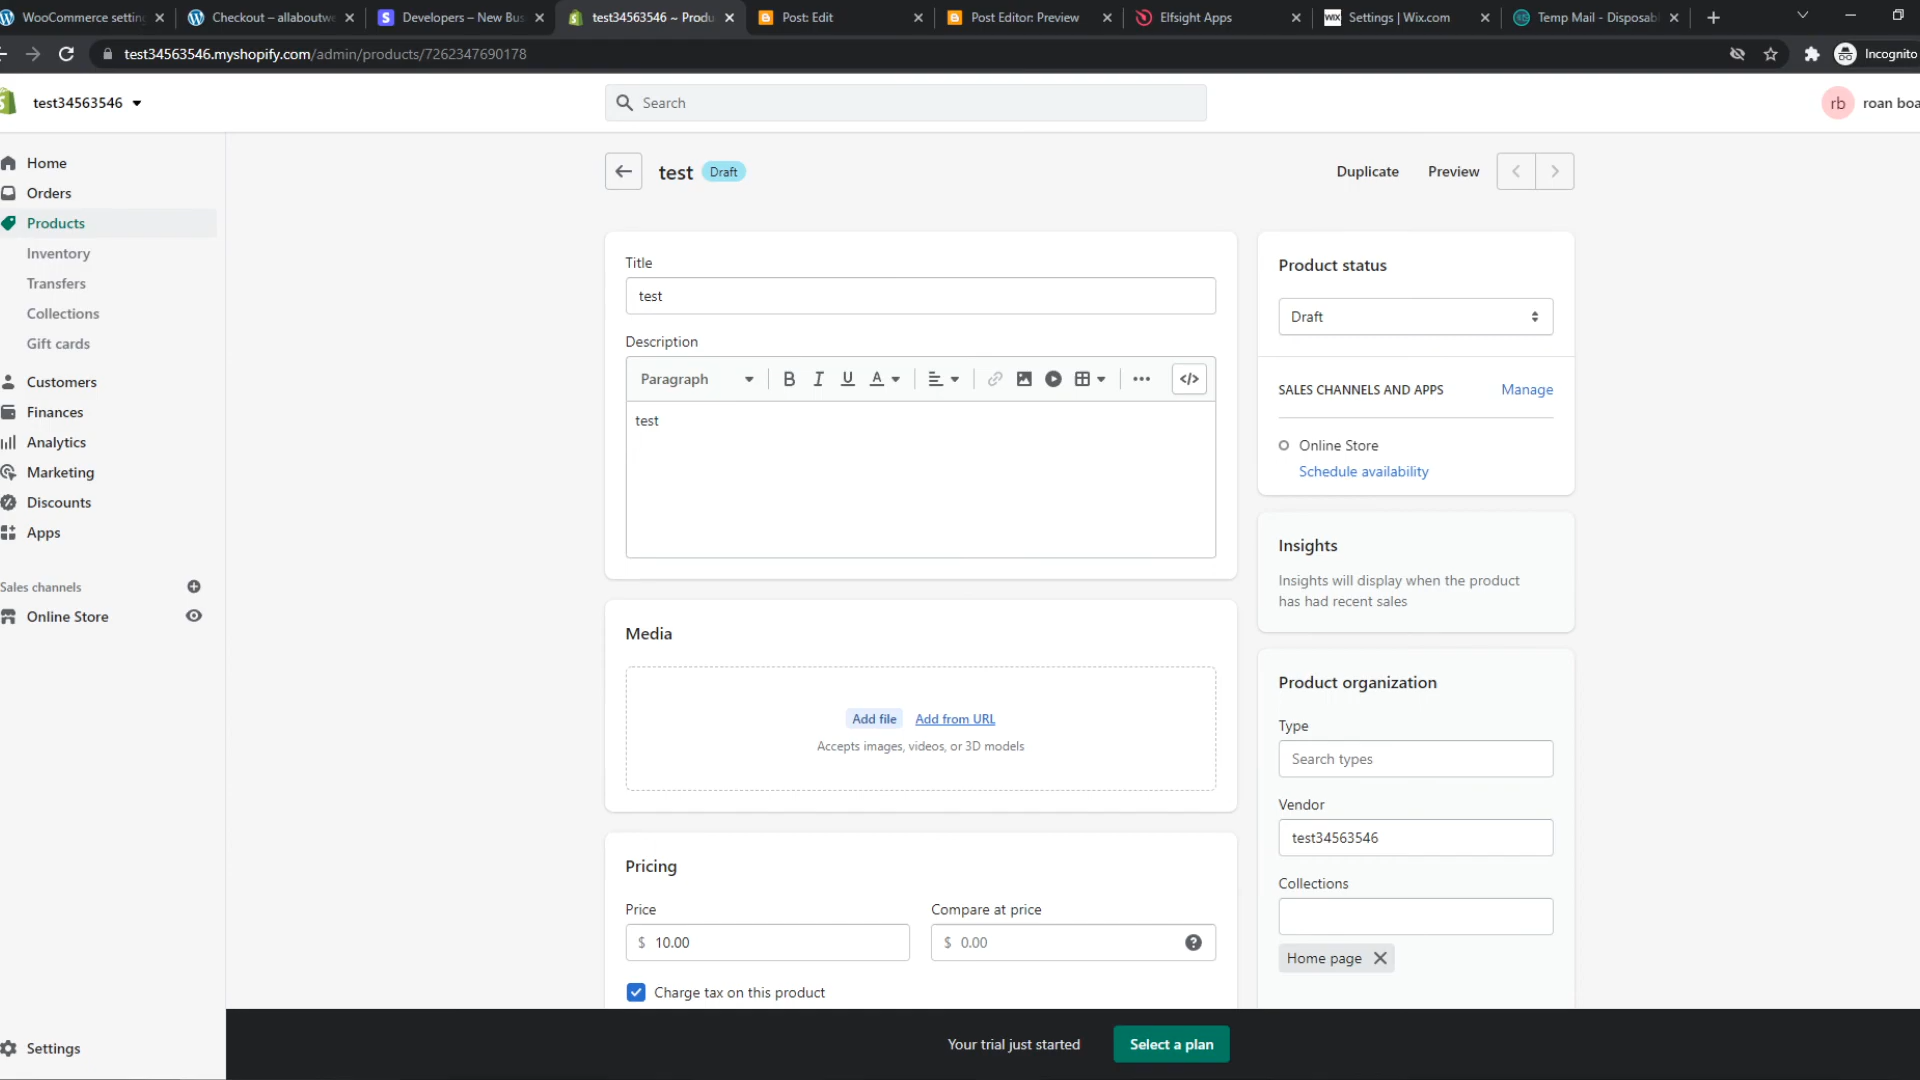 WooCommerce setting
Checkout – allaboutwe
Developers – New Bus
test34563546 ~ Produ
Post: Edit
Post Editor: Preview
Elfsight Apps
WIX Settings | Wix.com
Temp Mail - Disposab
test34563546.myshopify.com/admin/products/7262347690178
Incognito
test34563546
Search
rb roan boa
Home
Orders
Products
Inventory
Transfers
Collections
Gift cards
Customers
Finances
Analytics
Marketing
Discounts
Apps
Sales channels
Online Store
Settings
test Draft
Duplicate Preview
Title
test
Description
Paragraph B I U A </>
test
Media
Add file Add from URL
Accepts images, videos, or 3D models
Pricing
Price Compare at price
$ 10.00 $ 0.00
Charge tax on this product
Product status
Draft
SALES CHANNELS AND APPS Manage
Online Store
Schedule availability
Insights
Insights will display when the product
has had recent sales
Product organization
Type
Search types
Vendor
test34563546
Collections
Home page
Your trial just started Select a plan